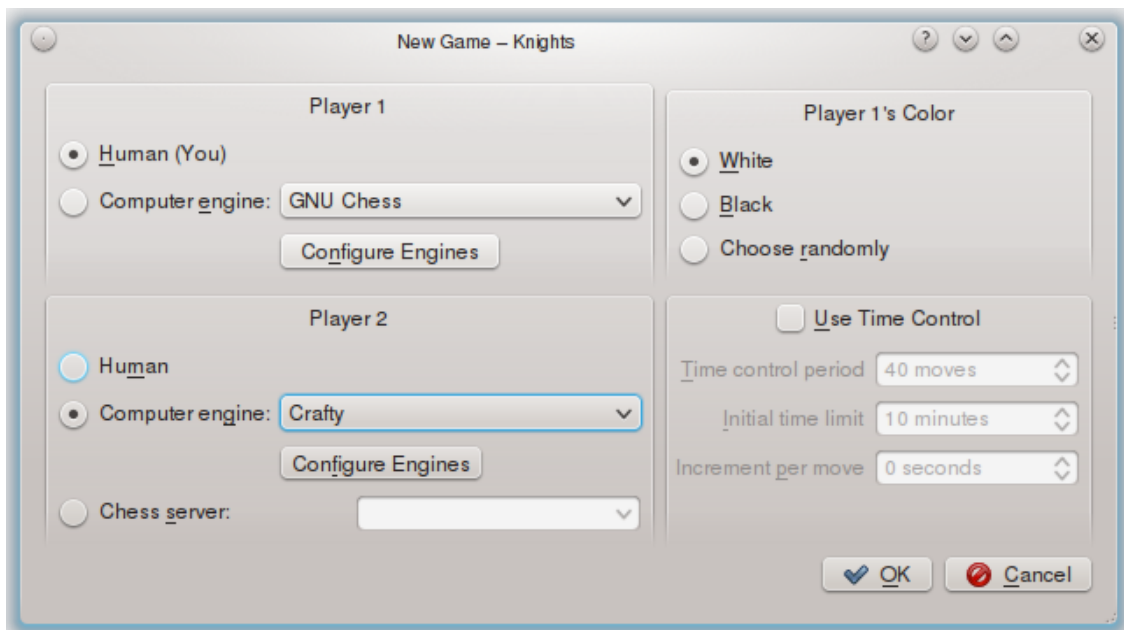 New Game – Knights
Player 1
Human (You)
Computer engine: GNU Chess
Configure Engines
Player 1's Color
White
Black
Choose randomly
Player 2
Human
Computer engine: Crafty
Configure Engines
Chess server:
Use Time Control
Time control period 40 moves
Initial time limit 10 minutes
Increment per move 0 seconds
OK Cancel